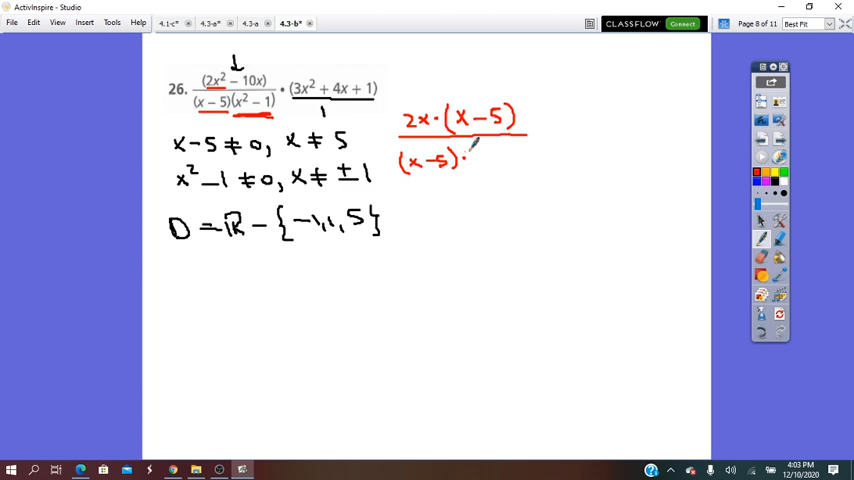 ActivInspire
File Edit View Insert Tools Help
4.1-c* 4.3-a* 4.3-a 4.3-b*
CLASSFLOW Connect Page 8 of 11 Best Fit
26. (2x² − 10x) / (x − 5)(x² − 1) • (3x² + 4x + 1) / 1
2x·(x−5) / (x−5)·
x−5 ≠ 0, x ≠ 5
x² −1 ≠ 0, x ≠ ±1
D = ℝ − {−1, 1, 5}
4:03 PM
12/10/2020